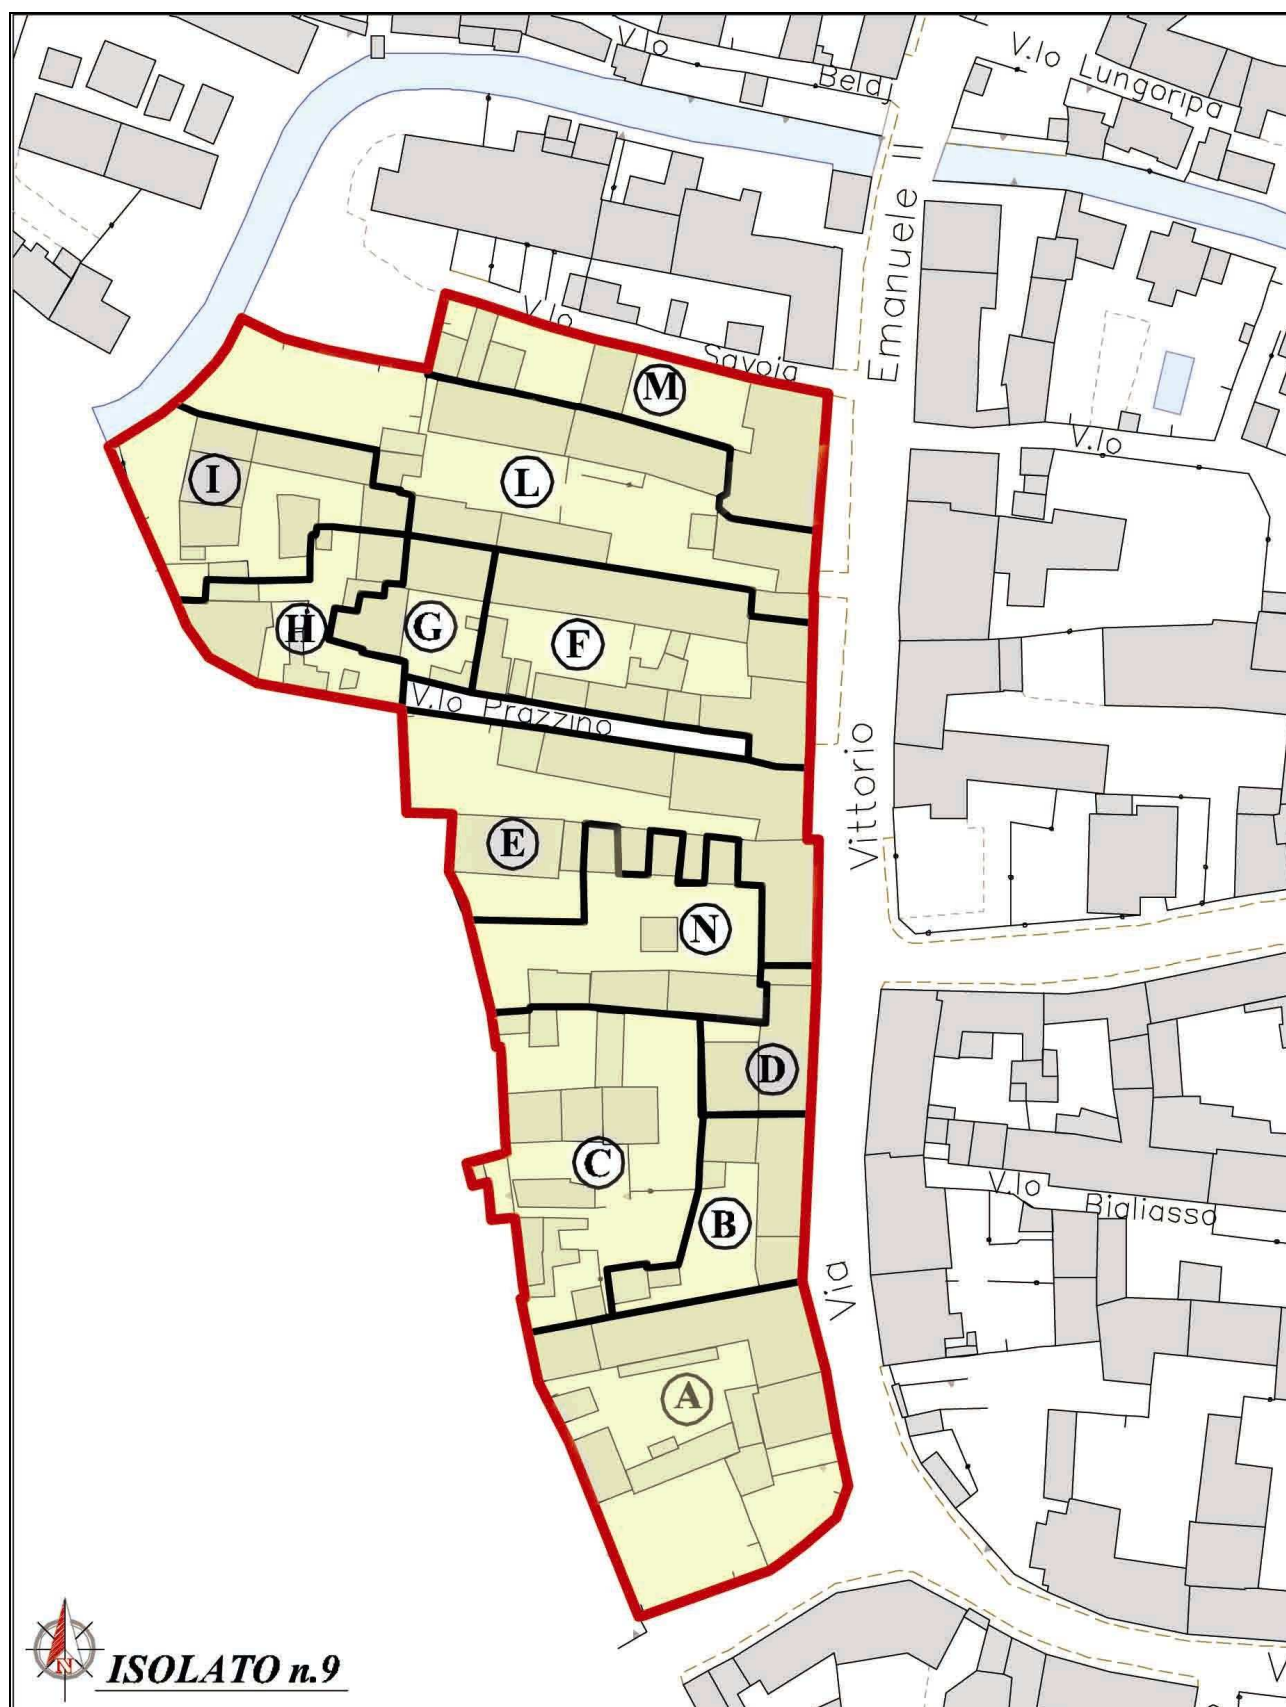 V.lo Beldj
V.lo Lungoripa
V.lo Savoia
Via Vittorio Emanuele II
M
V.lo
I
L
H
G
F
V.lo Prazzino
E
N
D
C
V.lo Bigliasso
B
A
N
ISOLATO n.9